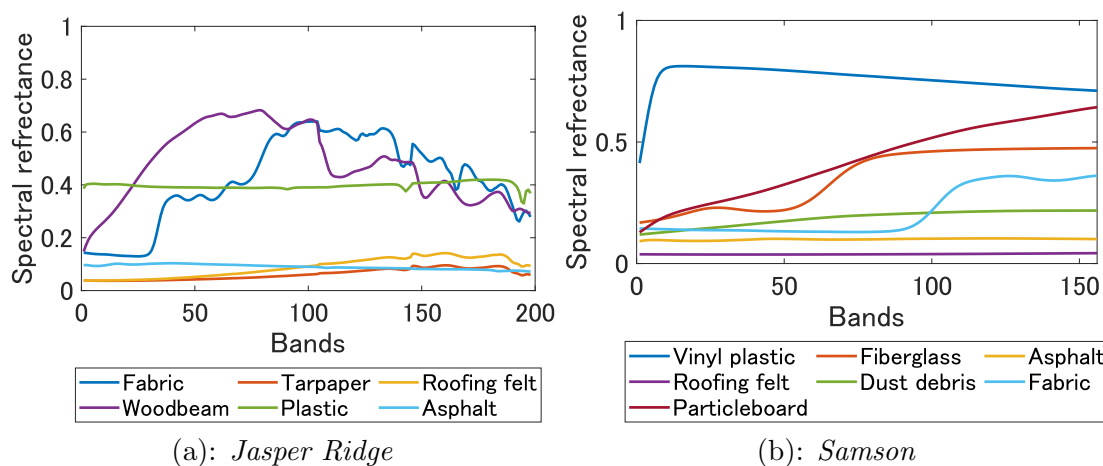 1
0.8
0.6
0.4
0.2
0
0 50 100 150 200
Spectral refrectance
Bands
Fabric Tarpaper Roofing felt
Woodbeam Plastic Asphalt
(a): Jasper Ridge
1
0.5
0
0 50 100 150
Spectral refrectance
Bands
Vinyl plastic Fiberglass Asphalt
Roofing felt Dust debris Fabric
Particleboard
(b): Samson